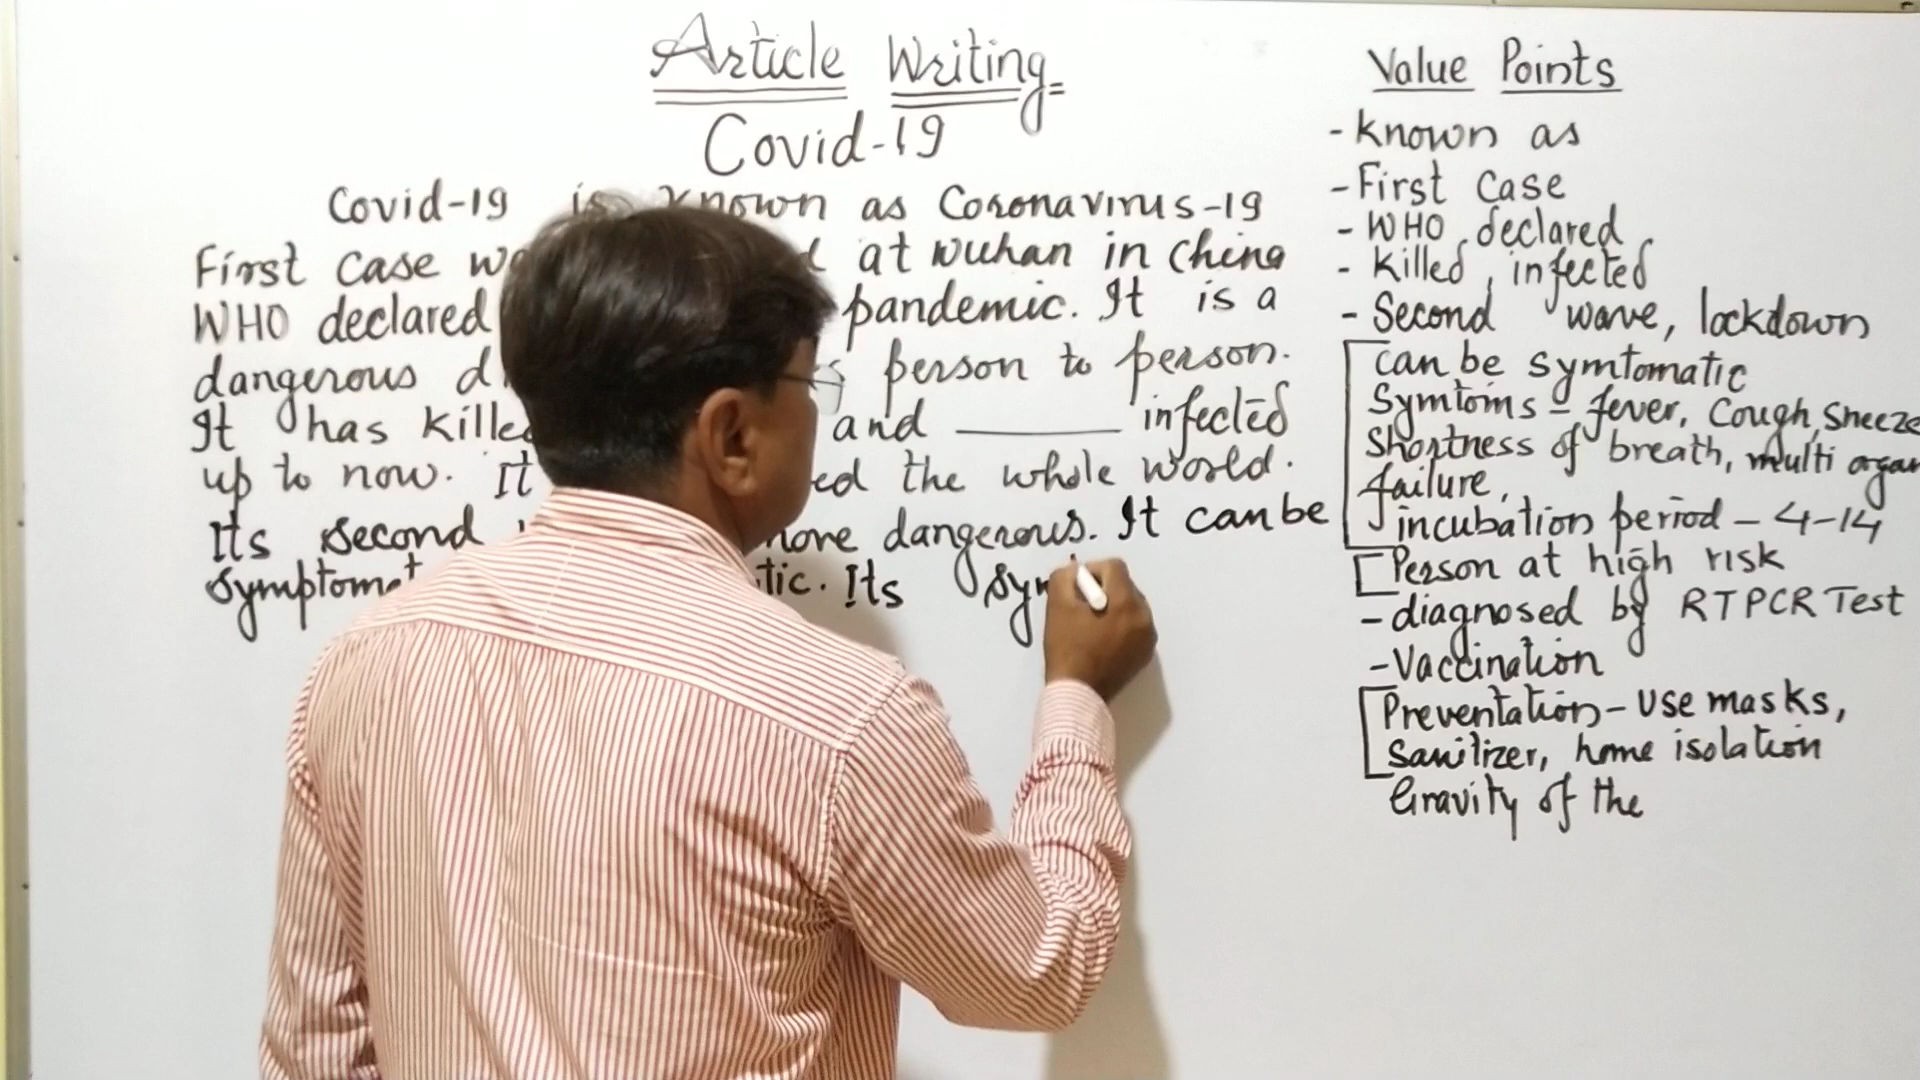 Article Writing
Covid-19
Covid-19 is known as Coronavirus-19
First case at wuhan in china
WHO declared pandemic. It is a
dangerous person to person.
It has killed and ______ infected
up to now. It the whole world.
Its second more dangerous. It can be
Its
Value Points
- Known as
- First Case
- WHO declared
- Killed, infected
- Second wave, lockdown
can be symtomatic
Symtoms - fever, Cough, Sneeze
Shortness of breath, multi organ
failure,
incubation period - 4-14
Person at high risk
- diagnosed by RTPCR Test
- Vaccination
Preventation - Use masks,
Sanitizer, home isolation
Gravity of the